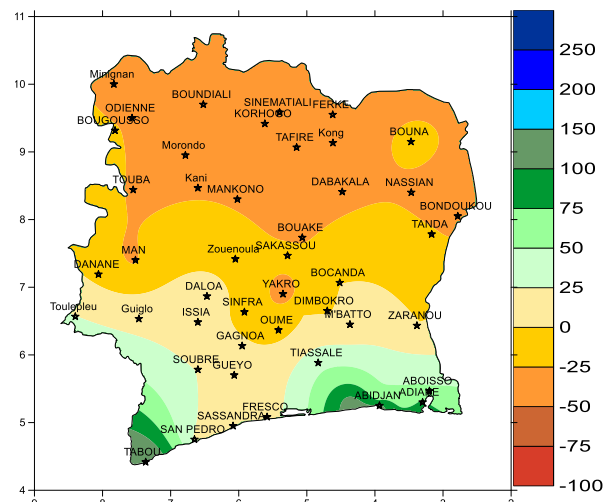 11
10
9
8
7
6
5
4
Minignan
BOUNDIALI
ODIENNE
SINEMATIALI
FERKE
BOUGOUSSO
KORHOGO
BOUNA
TAFIRE
Kong
Morondo
TOUBA
Kani
MANKONO
DABAKALA
NASSIAN
BONDOUKOU
TANDA
BOUAKE
MAN
Zouenoula
SAKASSOU
DANANE
BOCANDA
DALOA
YAKRO
Toulepleu
Guiglo
SINFRA
DIMBOKRO
ISSIA
OUME
M'BATTO
ZARANOU
GAGNOA
SOUBRE
GUEYO
TIASSALE
ABOISSO
ABIDJAN
FRESCO
SASSANDRA
SAN PEDRO
TABOU
250
200
150
100
75
50
25
0
-25
-50
-75
-100